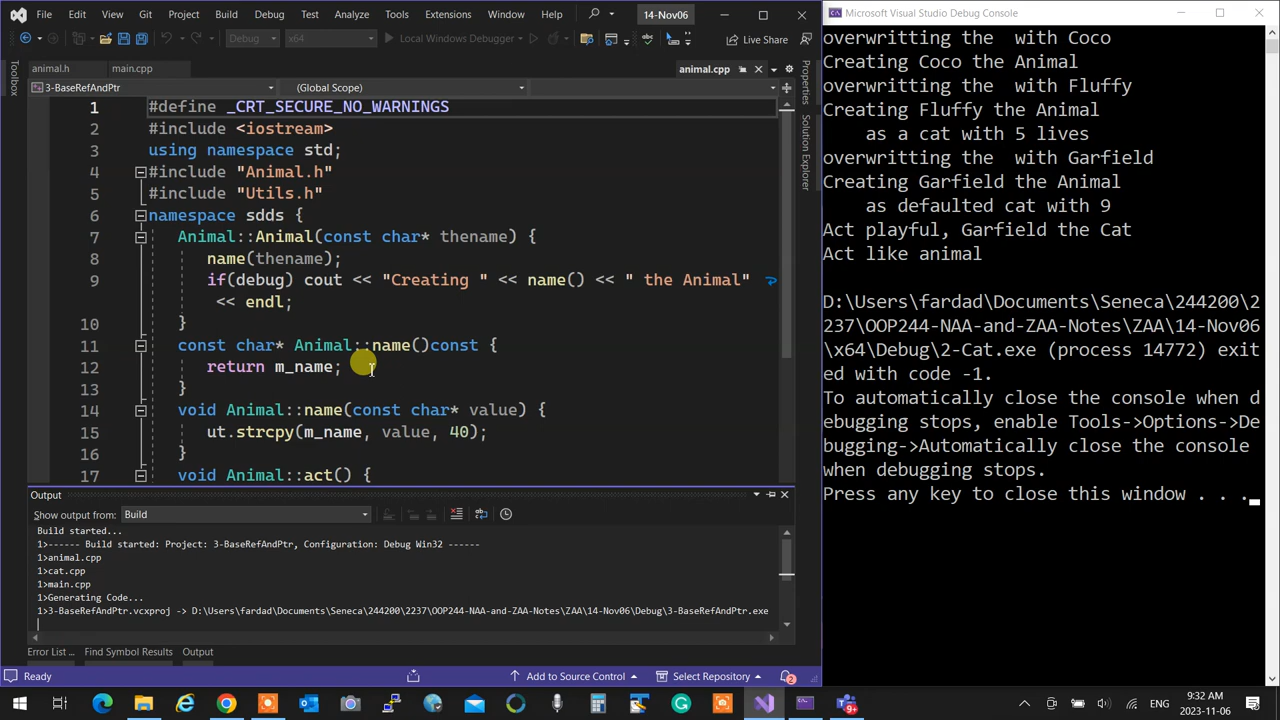 File Edit View Git Project Build Debug Test Analyze Tools Extensions Window Help 14-Nov06
Debug x64 Local Windows Debugger Live Share
animal.h main.cpp animal.cpp
3-BaseRefAndPtr (Global Scope)
Toolbox
Properties
Solution Explorer
1 #define _CRT_SECURE_NO_WARNINGS
2 #include <iostream>
3 using namespace std;
4 #include "Animal.h"
5 #include "Utils.h"
6 namespace sdds {
7 Animal::Animal(const char* thename) {
8 name(thename);
9 if(debug) cout << "Creating " << name() << " the Animal"
<< endl;
10 }
11 const char* Animal::name()const {
12 return m_name;
13 }
14 void Animal::name(const char* value) {
15 ut.strcpy(m_name, value, 40);
16 }
17 void Animal::act() {
Output
Show output from: Build
Build started...
1>------ Build started: Project: 3-BaseRefAndPtr, Configuration: Debug Win32 ------
1>animal.cpp
1>cat.cpp
1>main.cpp
1>Generating Code...
1>3-BaseRefAndPtr.vcxproj -> D:\Users\fardad\Documents\Seneca\244200\2237\OOP244-NAA-and-ZAA-Notes\ZAA\14-Nov06\Debug\3-BaseRefAndPtr.exe
Error List ... Find Symbol Results Output
Ready Add to Source Control Select Repository 2
Microsoft Visual Studio Debug Console
overwritting the  with Coco
Creating Coco the Animal
overwritting the  with Fluffy
Creating Fluffy the Animal
as a cat with 5 lives
overwritting the  with Garfield
Creating Garfield the Animal
as defaulted cat with 9
Act playful, Garfield the Cat
Act like animal
D:\Users\fardad\Documents\Seneca\244200\2
237\OOP244-NAA-and-ZAA-Notes\ZAA\14-Nov06
\x64\Debug\2-Cat.exe (process 14772) exit
ed with code -1.
To automatically close the console when d
ebugging stops, enable Tools->Options->De
bugging->Automatically close the console
when debugging stops.
Press any key to close this window . . .
9+
ENG
9:32 AM
2023-11-06